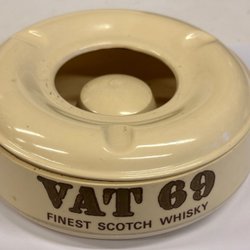 VAT 69
FINEST SCOTCH WHISKY